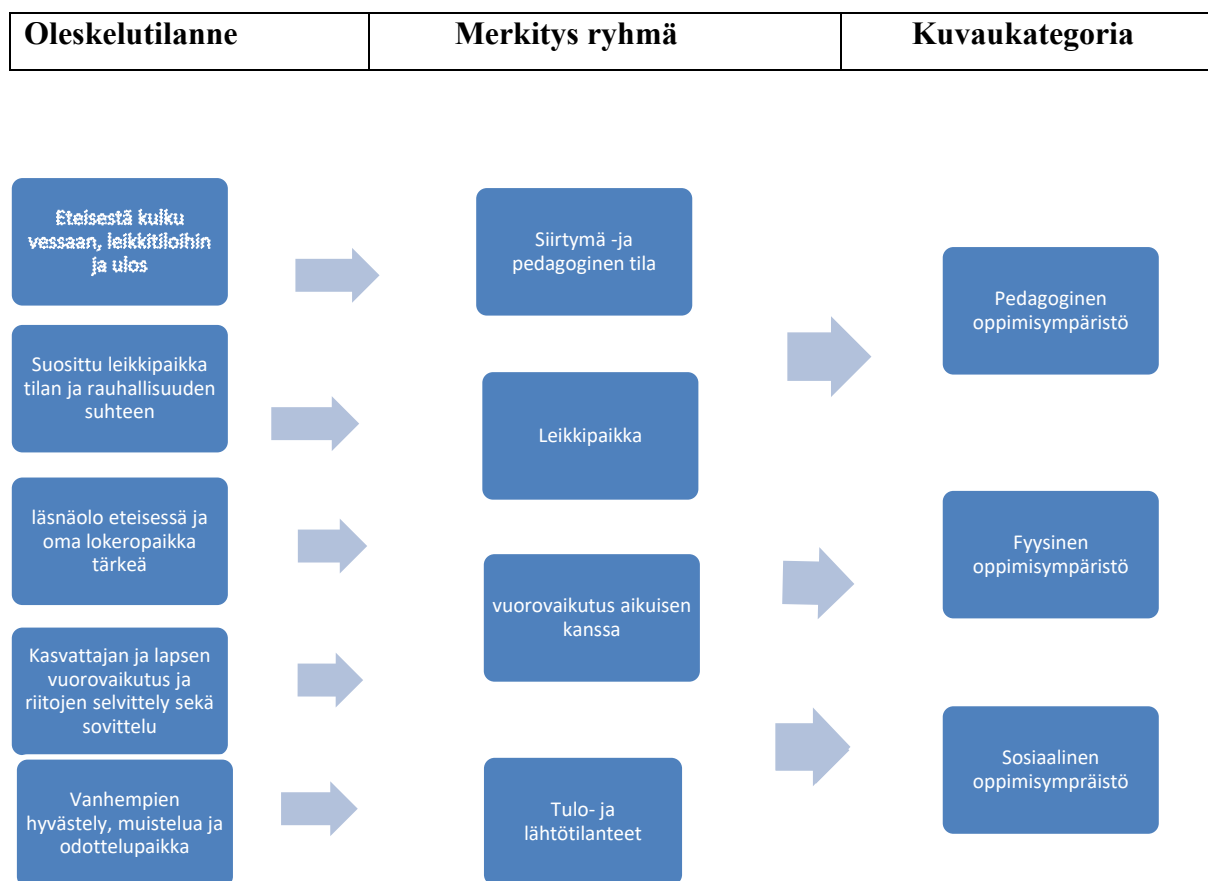 Oleskelutilanne
Merkitys ryhmä
Kuvaukategoria
Eteisestä kulku
vessaan, leikkitiloihin
ja ulos
Suosittu leikkipaikka
tilan ja rauhallisuuden
suhteen
läsnäolo eteisessä ja
oma lokeropaikka
tärkeä
Kasvattajan ja lapsen
vuorovaikutus ja
riitojen selvittely sekä
sovittelu
Vanhempien
hyvästely, muistelua ja
odottelupaikka
Siirtymä -ja
pedagoginen tila
Leikkipaikka
vuorovaikutus aikuisen
kanssa
Tulo- ja
lähtötilanteet
Pedagoginen
oppimisympäristö
Fyysinen
oppimisympäristö
Sosiaalinen
oppimisympräistö